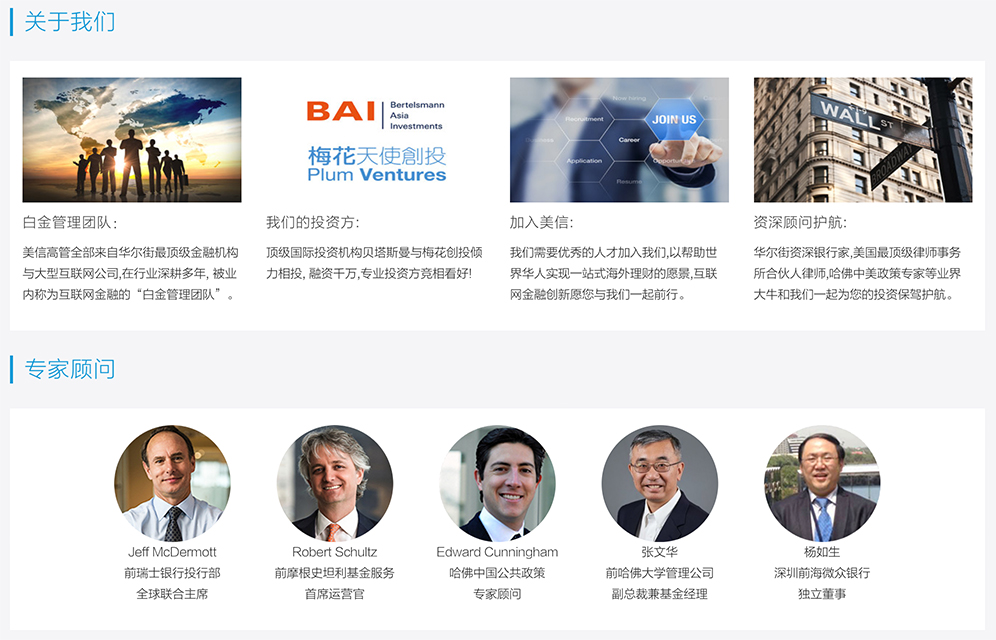 关于我们
BAI
Bertelsmann
Asia
Investments
梅花天使創投
Plum Ventures
Now hiring
Recruitment
JOIN US
Career
Application
Opportunity
Resume
WALL ST
BROADWAY
白金管理团队:
美信高管全部来自华尔街最顶级金融机构
与大型互联网公司,在行业深耕多年, 被业
内称为互联网金融的“白金管理团队”。
我们的投资方:
顶级国际投资机构贝塔斯曼与梅花创投倾
力相投, 融资千万,专业投资方竞相看好!
加入美信:
我们需要优秀的人才加入我们,以帮助世
界华人实现一站式海外理财的愿景,互联
网金融创新愿您与我们一起前行。
资深顾问护航:
华尔街资深银行家,美国最顶级律师事务
所合伙人律师,哈佛中美政策专家等业界
大牛和我们一起为您的投资保驾护航。
专家顾问
Jeff McDermott
前瑞士银行投行部
全球联合主席
Robert Schultz
前摩根史坦利基金服务
首席运营官
Edward Cunningham
哈佛中国公共政策
专家顾问
张文华
前哈佛大学管理公司
副总裁兼基金经理
杨如生
深圳前海微众银行
独立董事